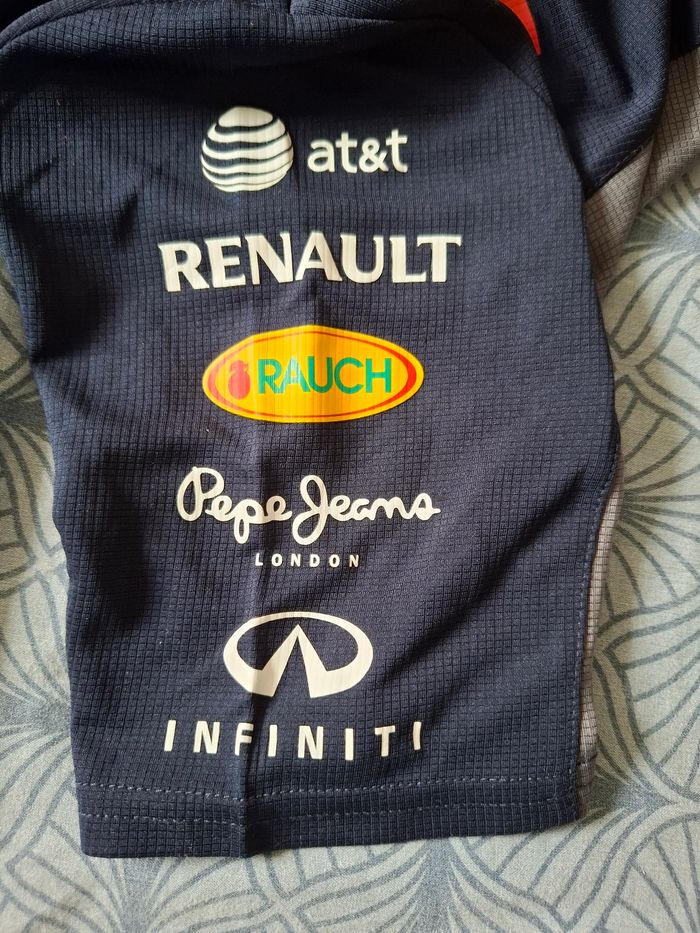 at&t
RENAULT
RAUCH
Pepe Jeans
LONDON
INFINITI